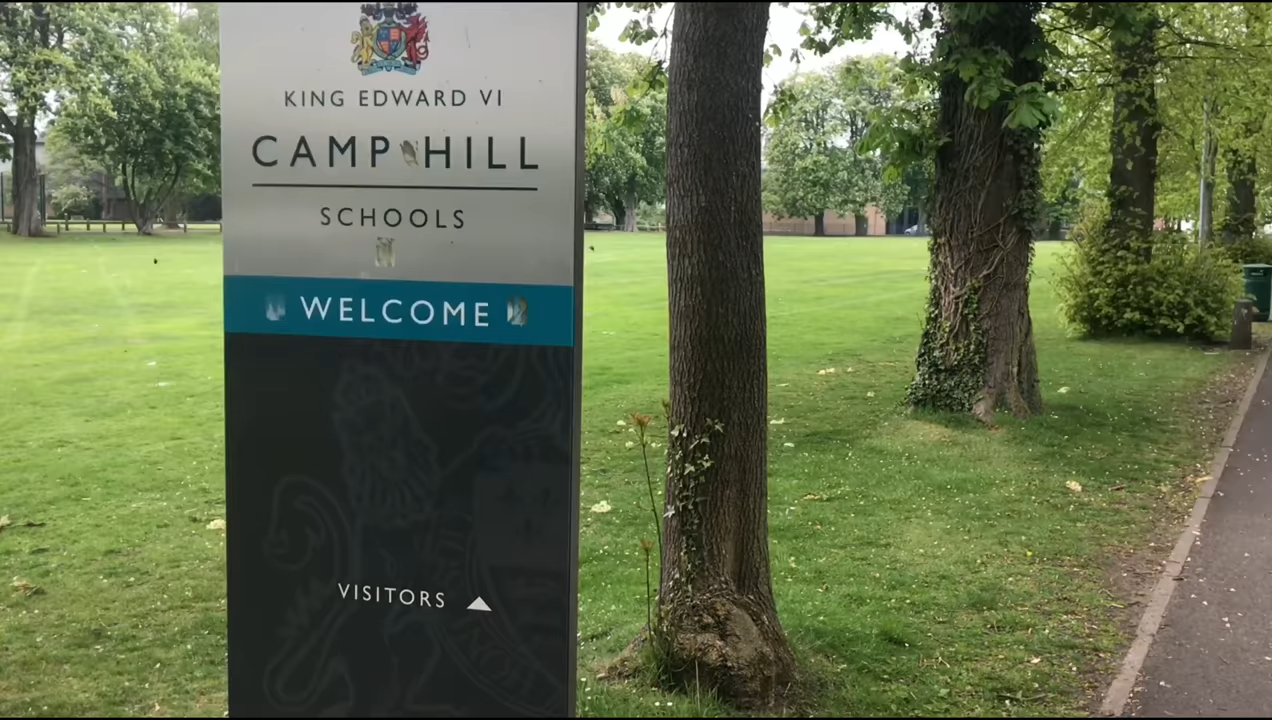 KING EDWARD VI
CAMP HILL
SCHOOLS
WELCOME
VISITORS